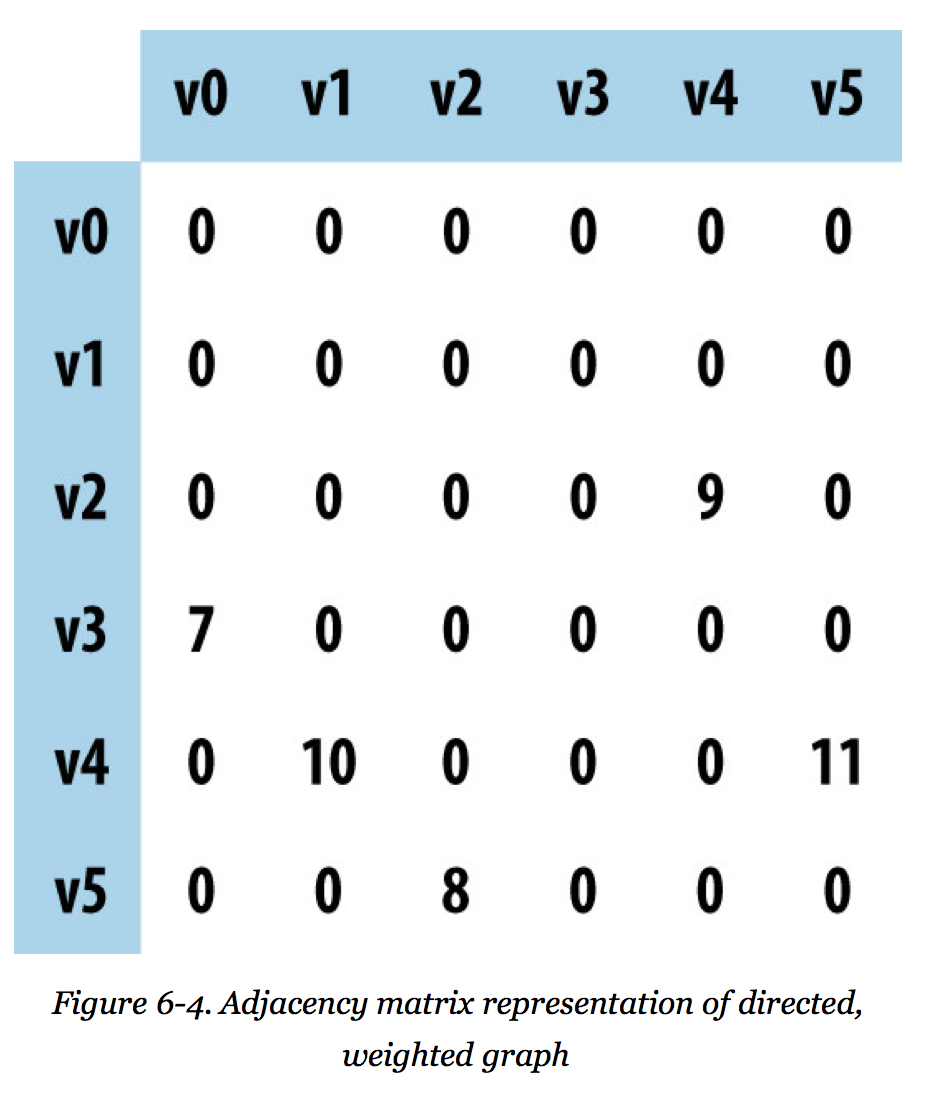 v0 v1 v2 v3 v4 v5
v0 0 0 0 0 0 0
v1 0 0 0 0 0 0
v2 0 0 0 0 9 0
v3 7 0 0 0 0 0
v4 0 10 0 0 0 11
v5 0 0 8 0 0 0
Figure 6-4. Adjacency matrix representation of directed,
weighted graph